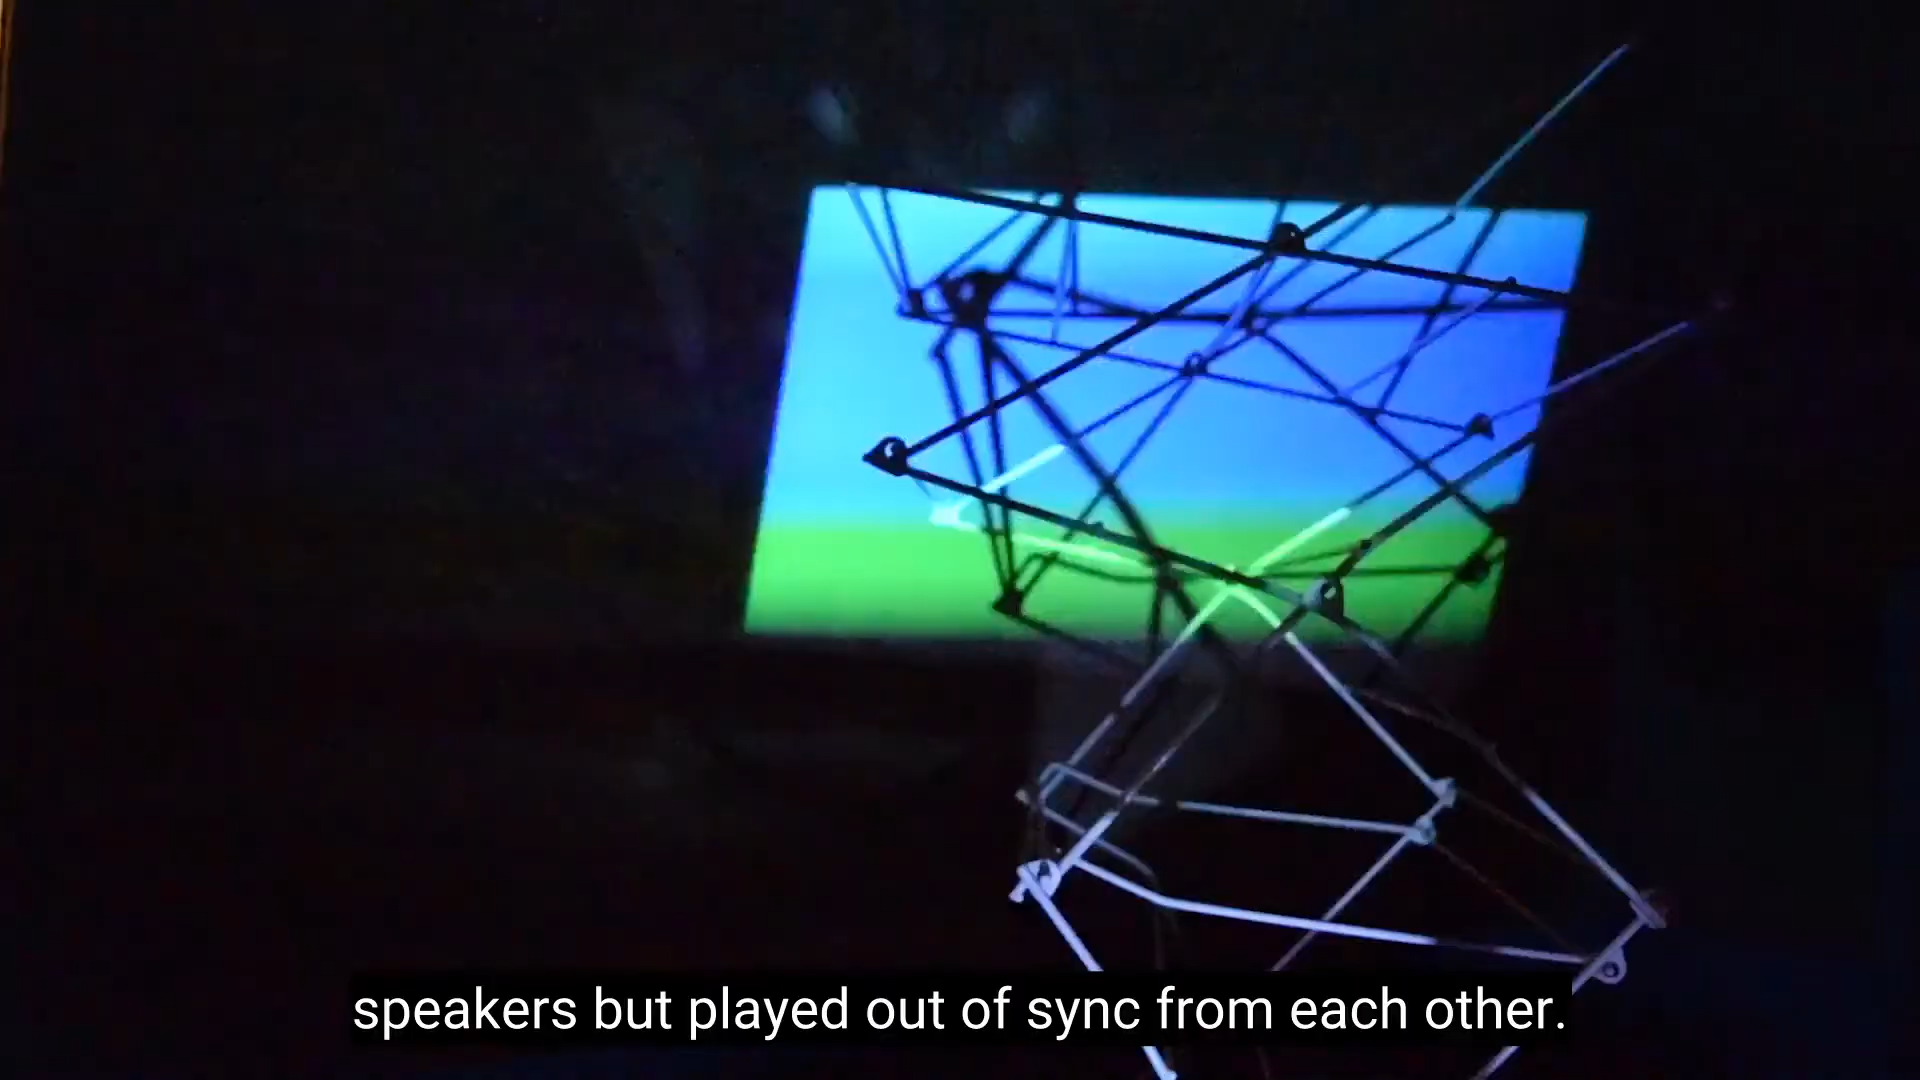 speakers but played out of sync from each other.